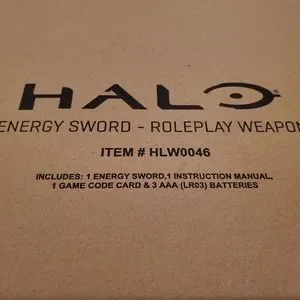 HALO
ENERGY SWORD - ROLEPLAY WEAPON
ITEM # HLW0046
INCLUDES: 1 ENERGY SWORD,1 INSTRUCTION MANUAL,
1 GAME CODE CARD & 3 AAA (LR03) BATTERIES